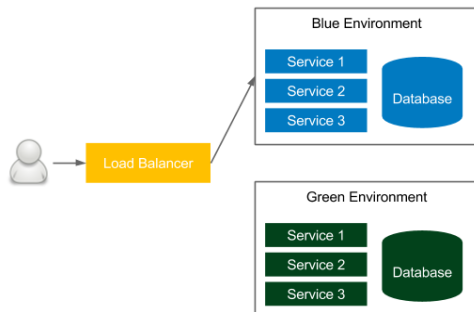 Blue Environment
Service 1
Service 2
Service 3
Database
Load Balancer
Green Environment
Service 1
Service 2
Service 3
Database